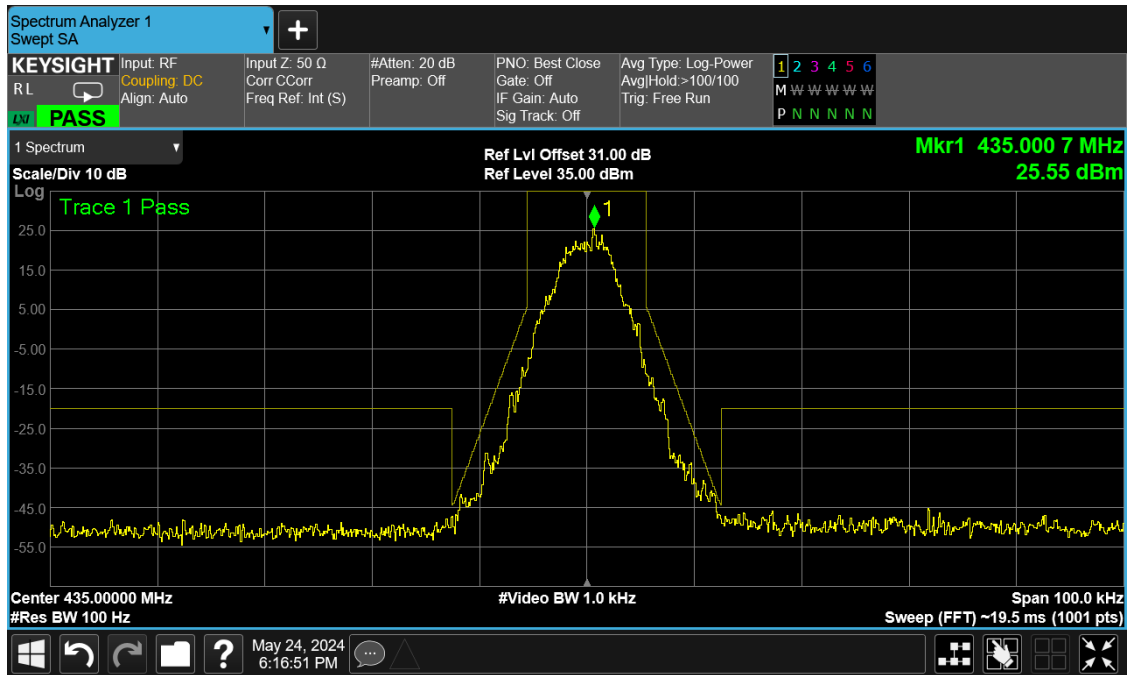 Spectrum Analyzer 1
Swept SA
KEYSIGHT
RL
LXI
PASS
Input: RF
Coupling: DC
Align: Auto
Input Z: 50 Ω
Corr CCorr
Freq Ref: Int (S)
#Atten: 20 dB
Preamp: Off
PNO: Best Close
Gate: Off
IF Gain: Auto
Sig Track: Off
Avg Type: Log-Power
Avg|Hold:>100/100
Trig: Free Run
1 2 3 4 5 6
M W W W W W
P N N N N N
1 Spectrum
Scale/Div 10 dB
Ref Lvl Offset 31.00 dB
Ref Level 35.00 dBm
Mkr1 435.000 7 MHz
25.55 dBm
Log
Trace 1 Pass
1
25.0
15.0
5.00
-5.00
-15.0
-25.0
-35.0
-45.0
-55.0
Center 435.00000 MHz
#Video BW 1.0 kHz
Span 100.0 kHz
#Res BW 100 Hz
Sweep (FFT) ~19.5 ms (1001 pts)
May 24, 2024
6:16:51 PM